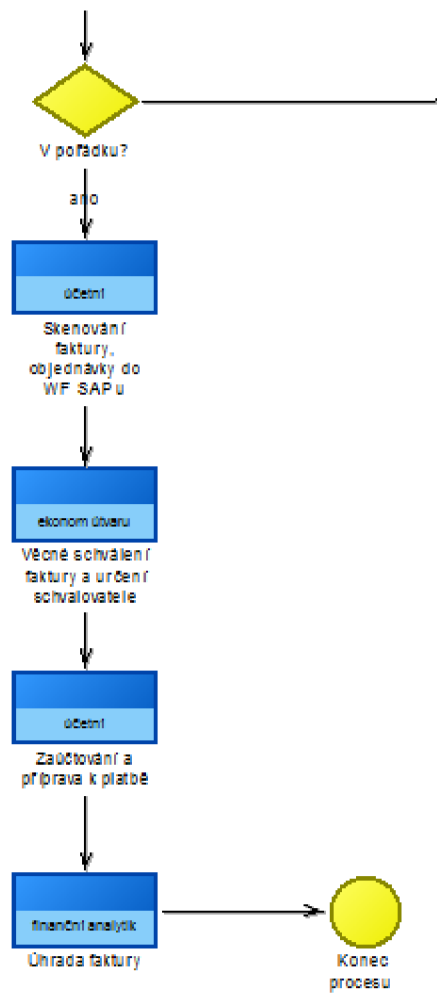 V pořádku?
ano
účetní
Skenování
faktury,
objednávky do
WF SAPu
ekonom útvaru
Věcné schválení
faktury a určení
schvalovatele
účetní
Zaúčtování a
příprava k platbě
finanční analytik
Úhrada faktury
Konec
procesu